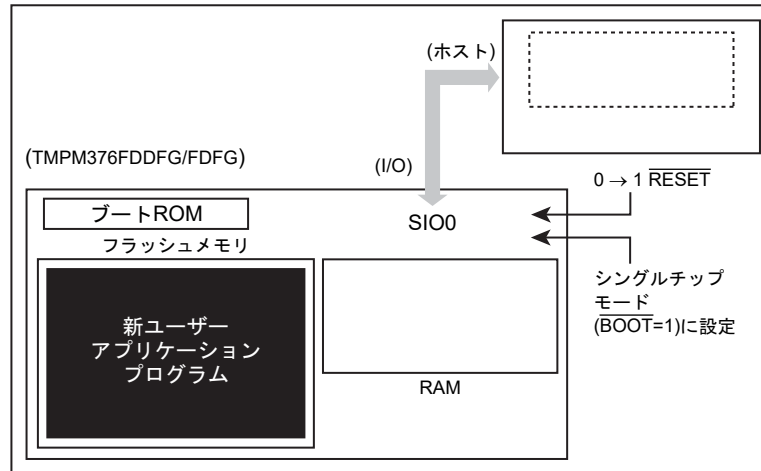 (ホスト)
(TMPM376FDDFG/FDFG)
(I/O)
0 → 1 RESET
ブートROM
SIO0
フラッシュメモリ
シングルチップ
モード
(BOOT=1)に設定
新ユーザー
アプリケーション
プログラム
RAM